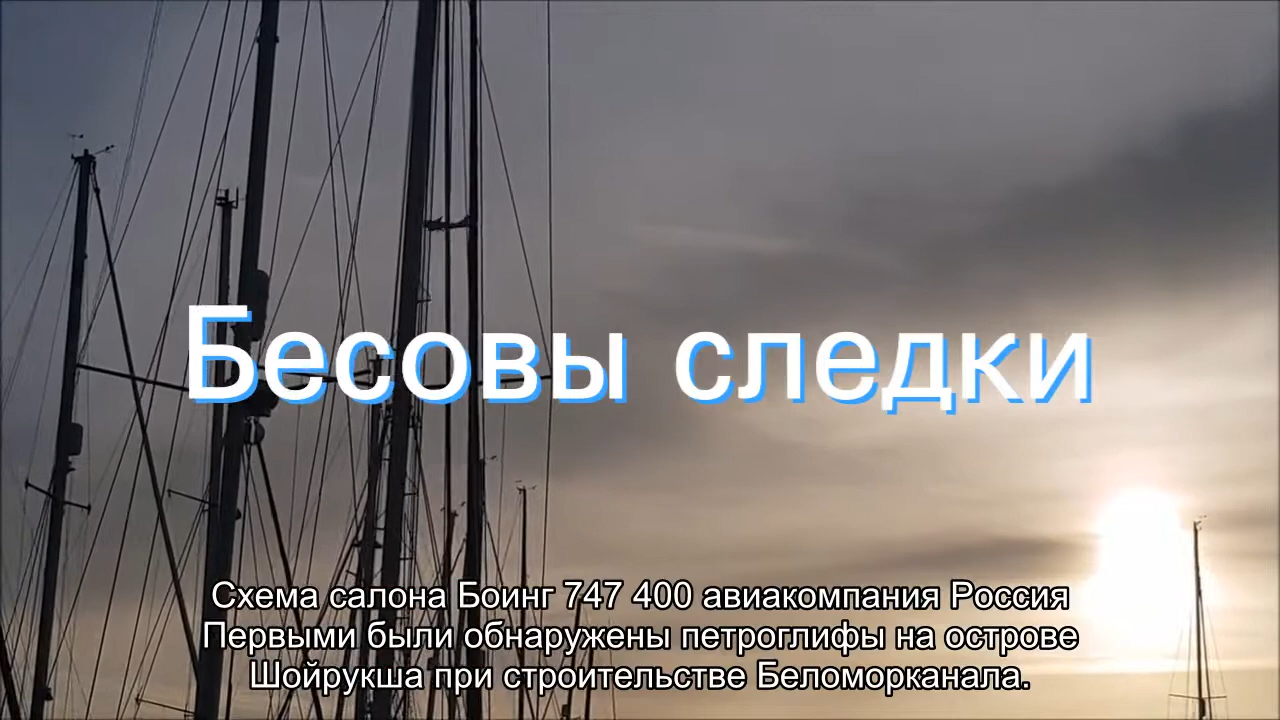 Бесовы следки
Схема салона Боинг 747 400 авиакомпания Россия
Первыми были обнаружены петроглифы на острове
Шойрукша при строительстве Беломорканала.